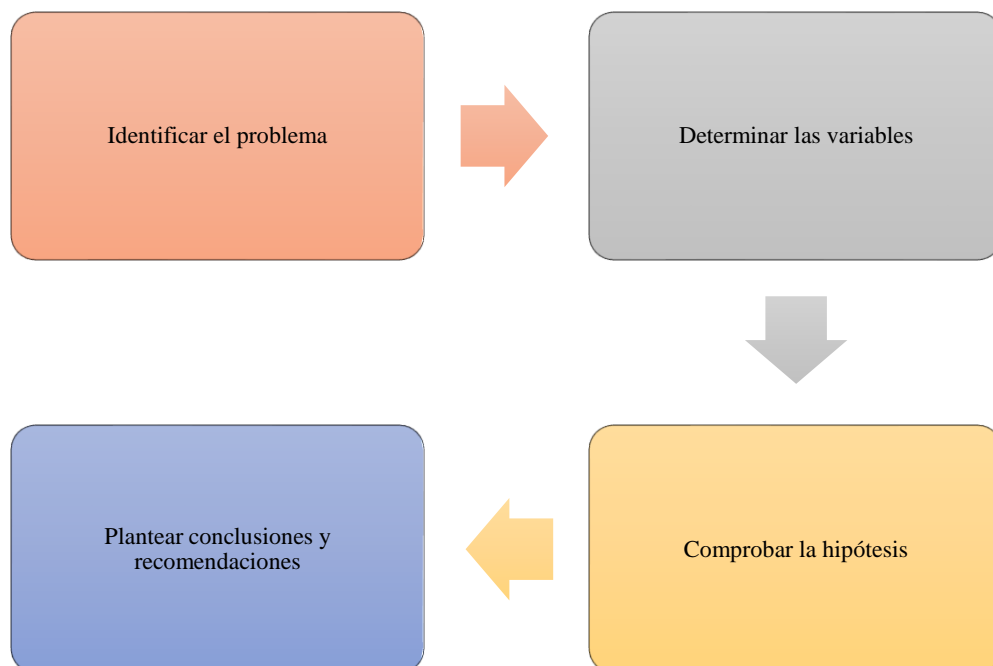 Identificar el problema
Determinar las variables
Comprobar la hipótesis
Plantear conclusiones y
recomendaciones